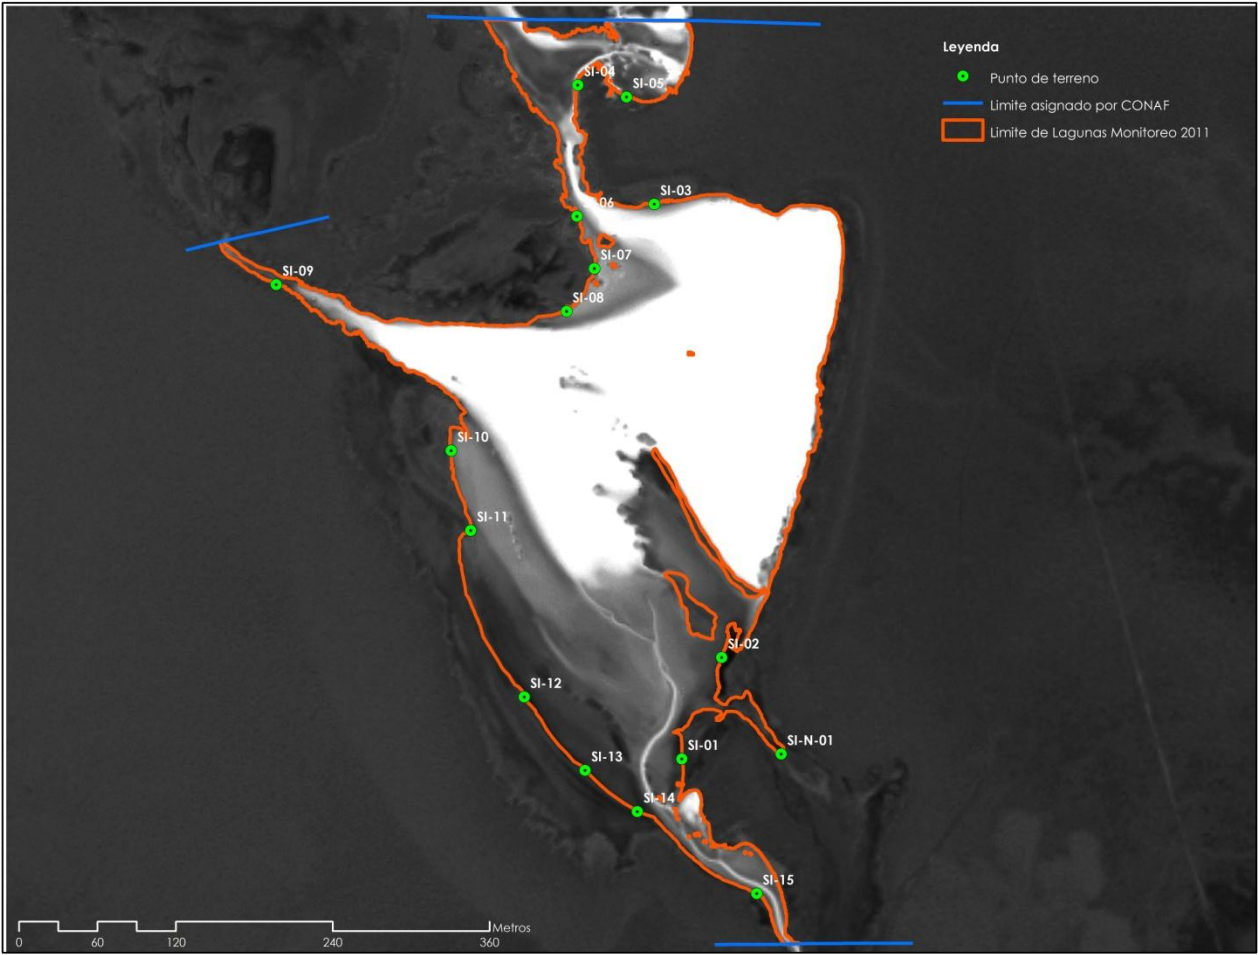 Leyenda
Punto de terreno
Limite asignado por CONAF
Limite de Lagunas Monitoreo 2011
SI-04
SI-05
SI-03
SI-07
SI-09
SI-08
SI-10
SI-11
SI-02
SI-12
SI-01
SI-N-01
SI-13
SI-14
SI-15
Metros
0 60 120 240 360